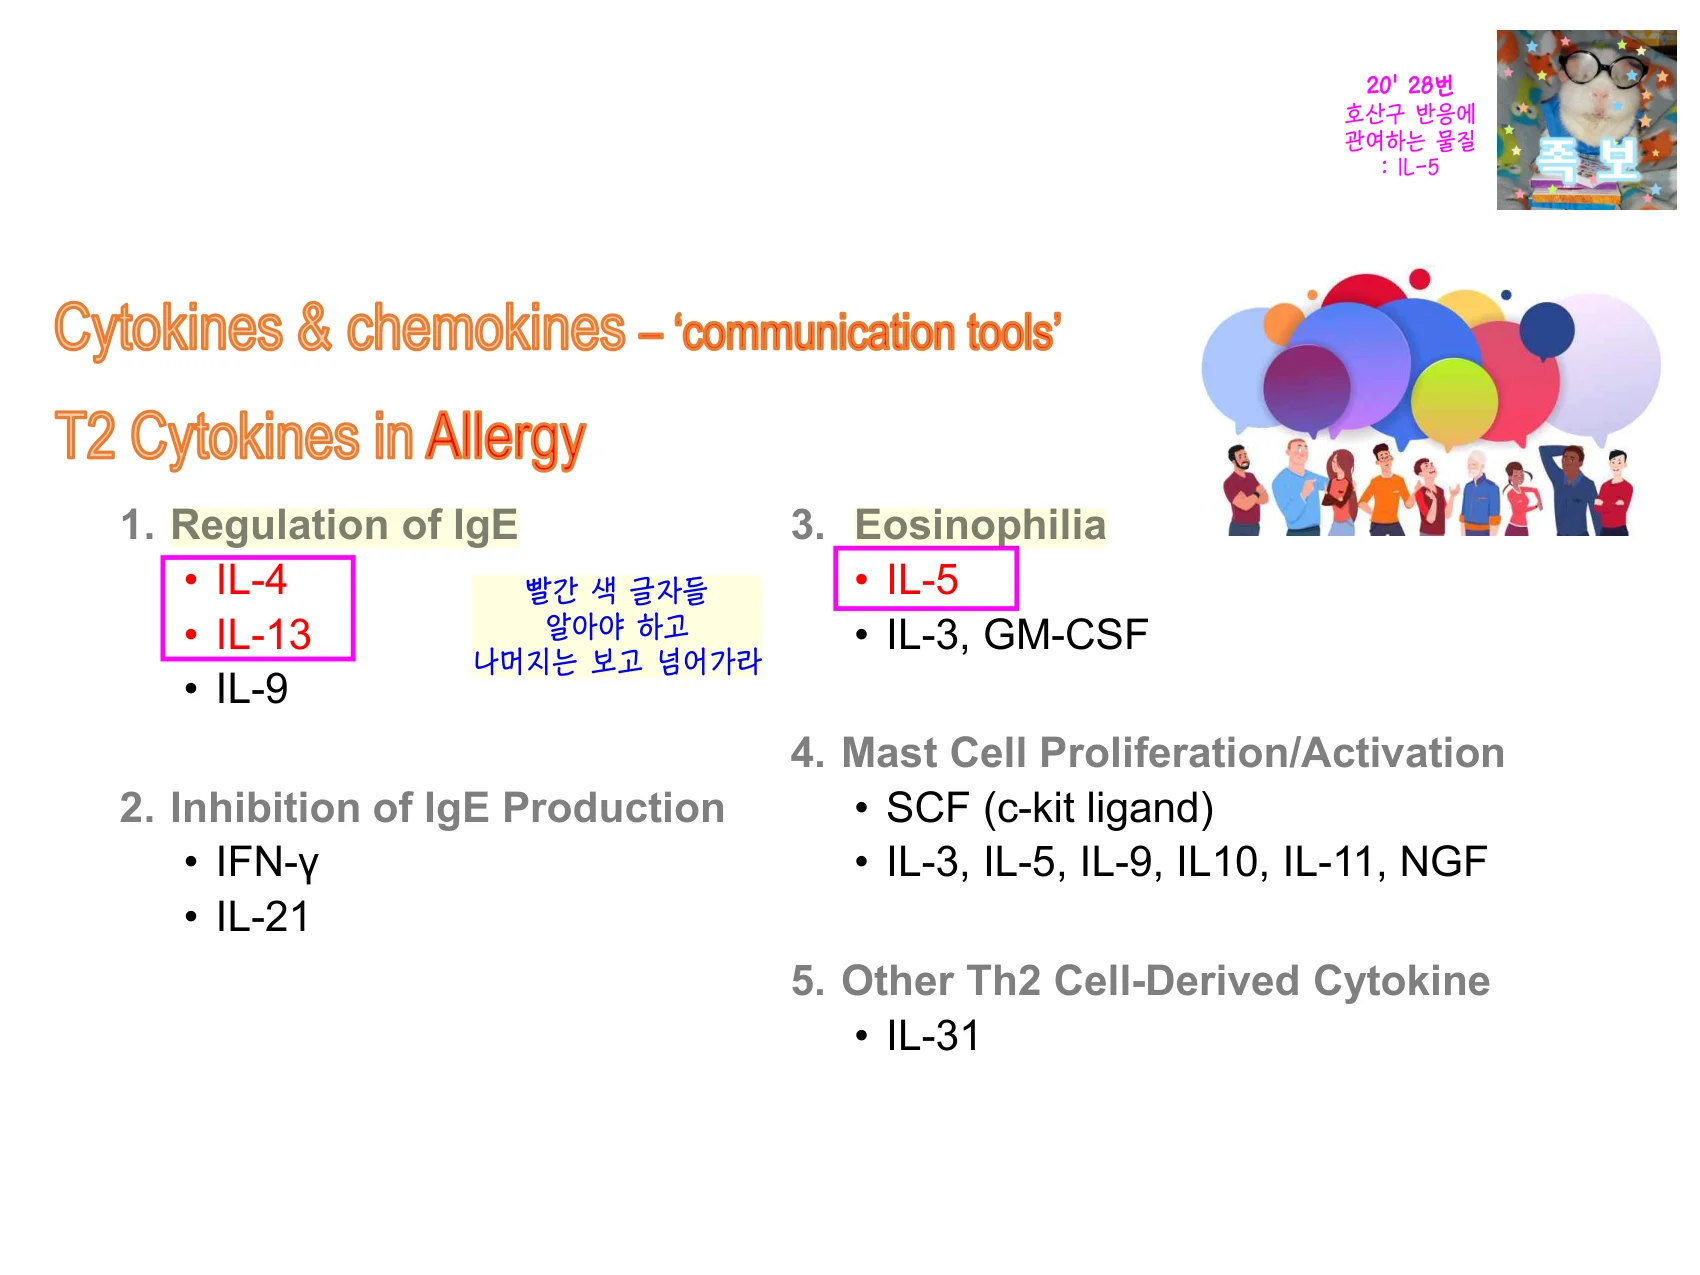 20' 28번
호산구 반응에
관여하는 물질
: IL-5
족보
Cytokines & chemokines – ‘communication tools’
T2 Cytokines in Allergy
1. Regulation of IgE
• IL-4
• IL-13
• IL-9
빨간 색 글자들
알아야 하고
나머지는 보고 넘어가라
2. Inhibition of IgE Production
• IFN-γ
• IL-21
3. Eosinophilia
• IL-5
• IL-3, GM-CSF
4. Mast Cell Proliferation/Activation
• SCF (c-kit ligand)
• IL-3, IL-5, IL-9, IL10, IL-11, NGF
5. Other Th2 Cell-Derived Cytokine
• IL-31